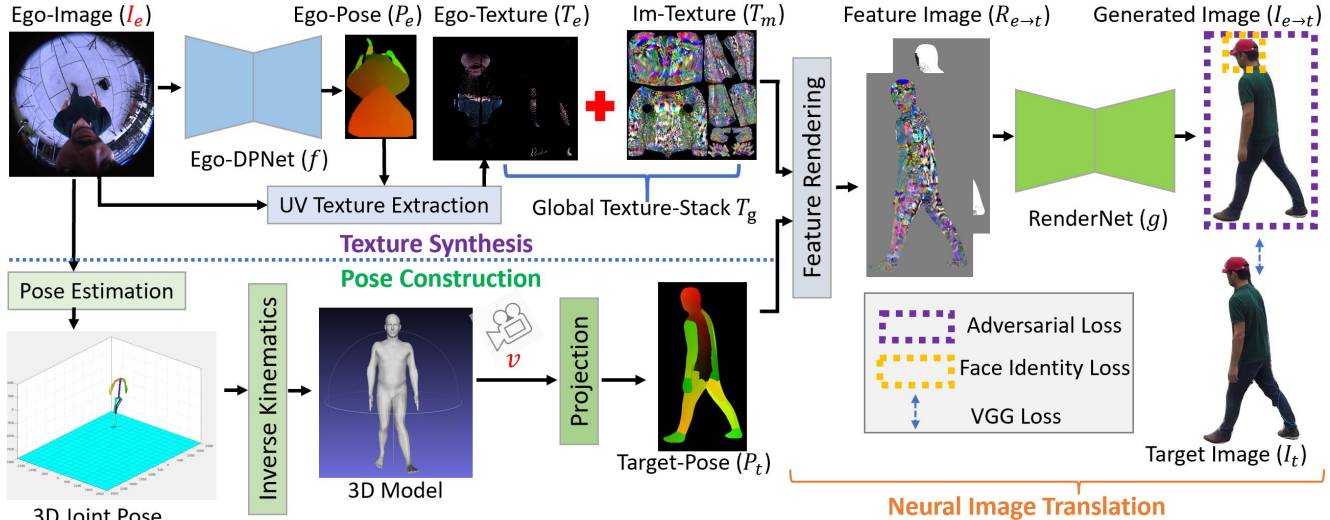 Ego-Image (Iₑ)
Ego-Pose (Pₑ)
Ego-Texture (Tₑ)
Im-Texture (Tₘ)
Feature Image (Rₑ→ₜ)
Generated Image (Iₑ→ₜ)
Ego-DPNet (f)
UV Texture Extraction
Global Texture-Stack T_g
Feature Rendering
RenderNet (g)
Texture Synthesis
Pose Construction
Pose Estimation
Inverse Kinematics
v
Projection
3D Joint Pose
3D Model
Target-Pose (Pₜ)
Adversarial Loss
Face Identity Loss
VGG Loss
Target Image (Iₜ)
Neural Image Translation